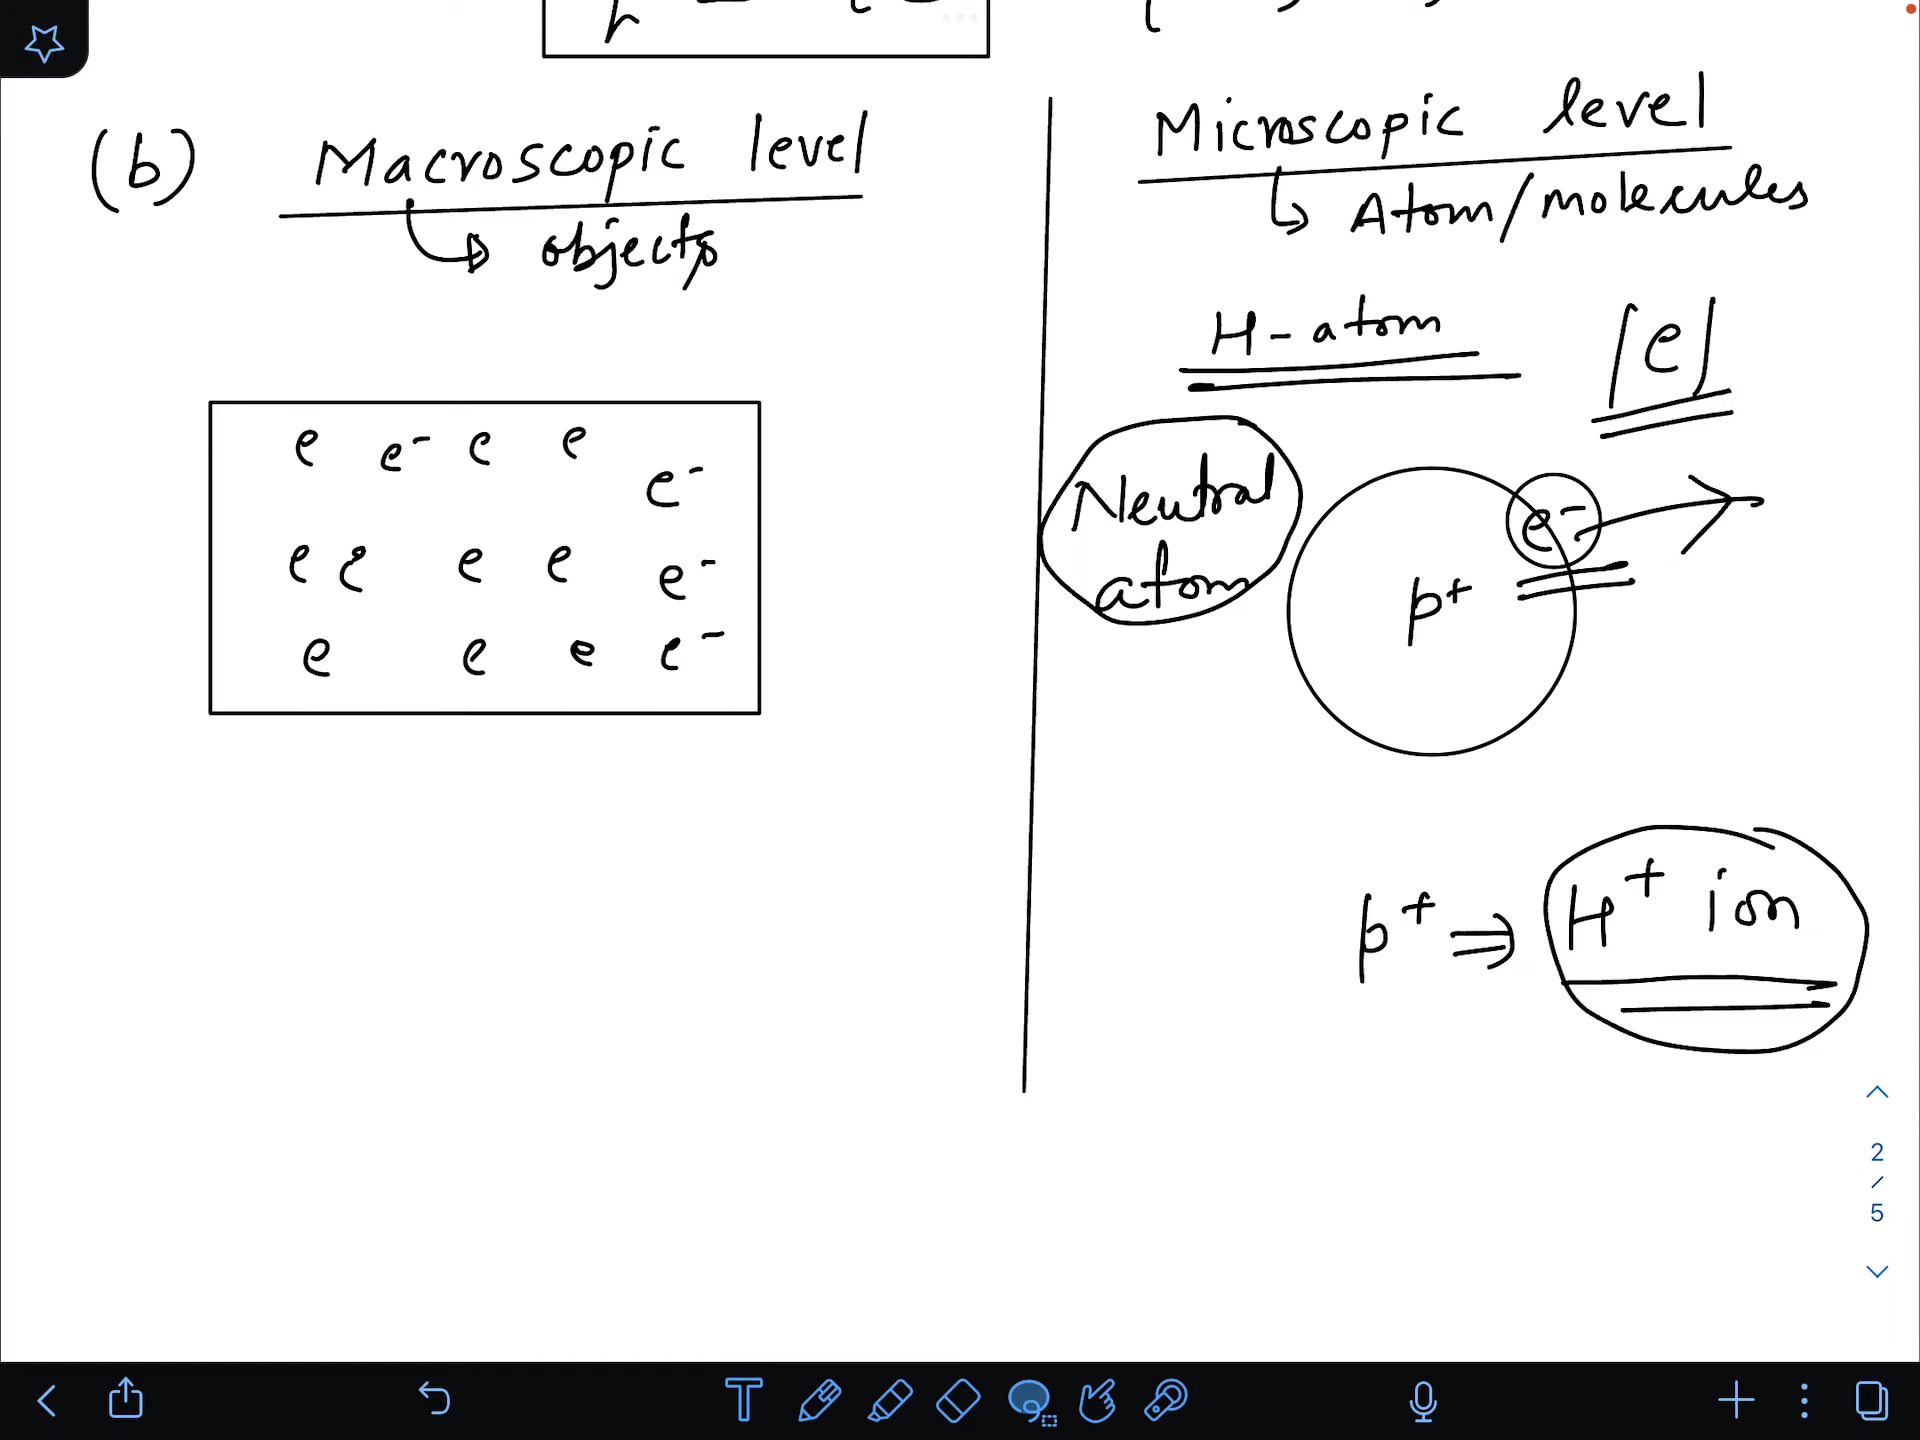 (b) Macroscopic level
objects
e e⁻ e e e⁻
e e e e e⁻
e e e e⁻
Microscopic level
Atom/molecules
H-atom |e|
Neutral
atom
e⁻
p⁺
p⁺ ⇒ H⁺ ion
2
/
5
T